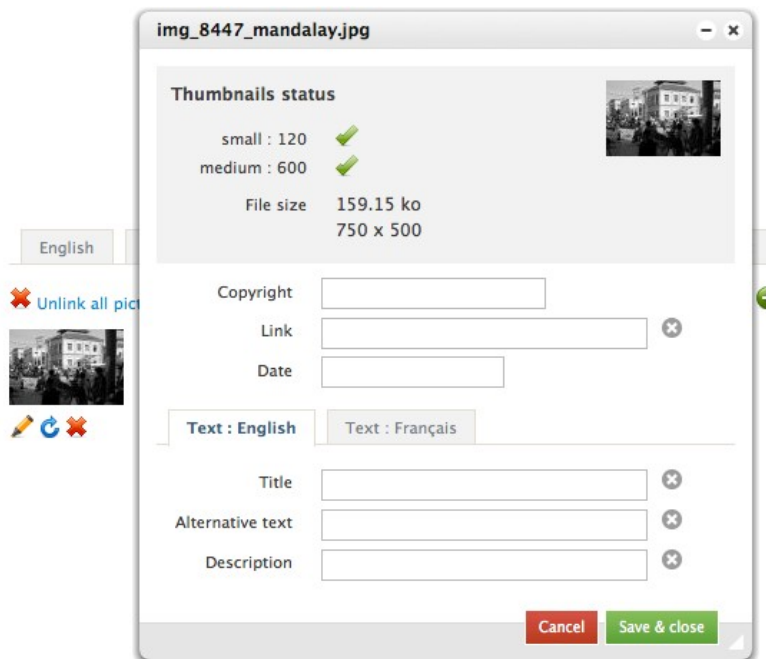 img_8447_mandalay.jpg
Thumbnails status
small : 120
medium : 600
File size 159.15 ko
750 x 500
English
Unlink all pict
Copyright
Link
Date
Text : English Text : Français
Title
Alternative text
Description
Cancel Save & close